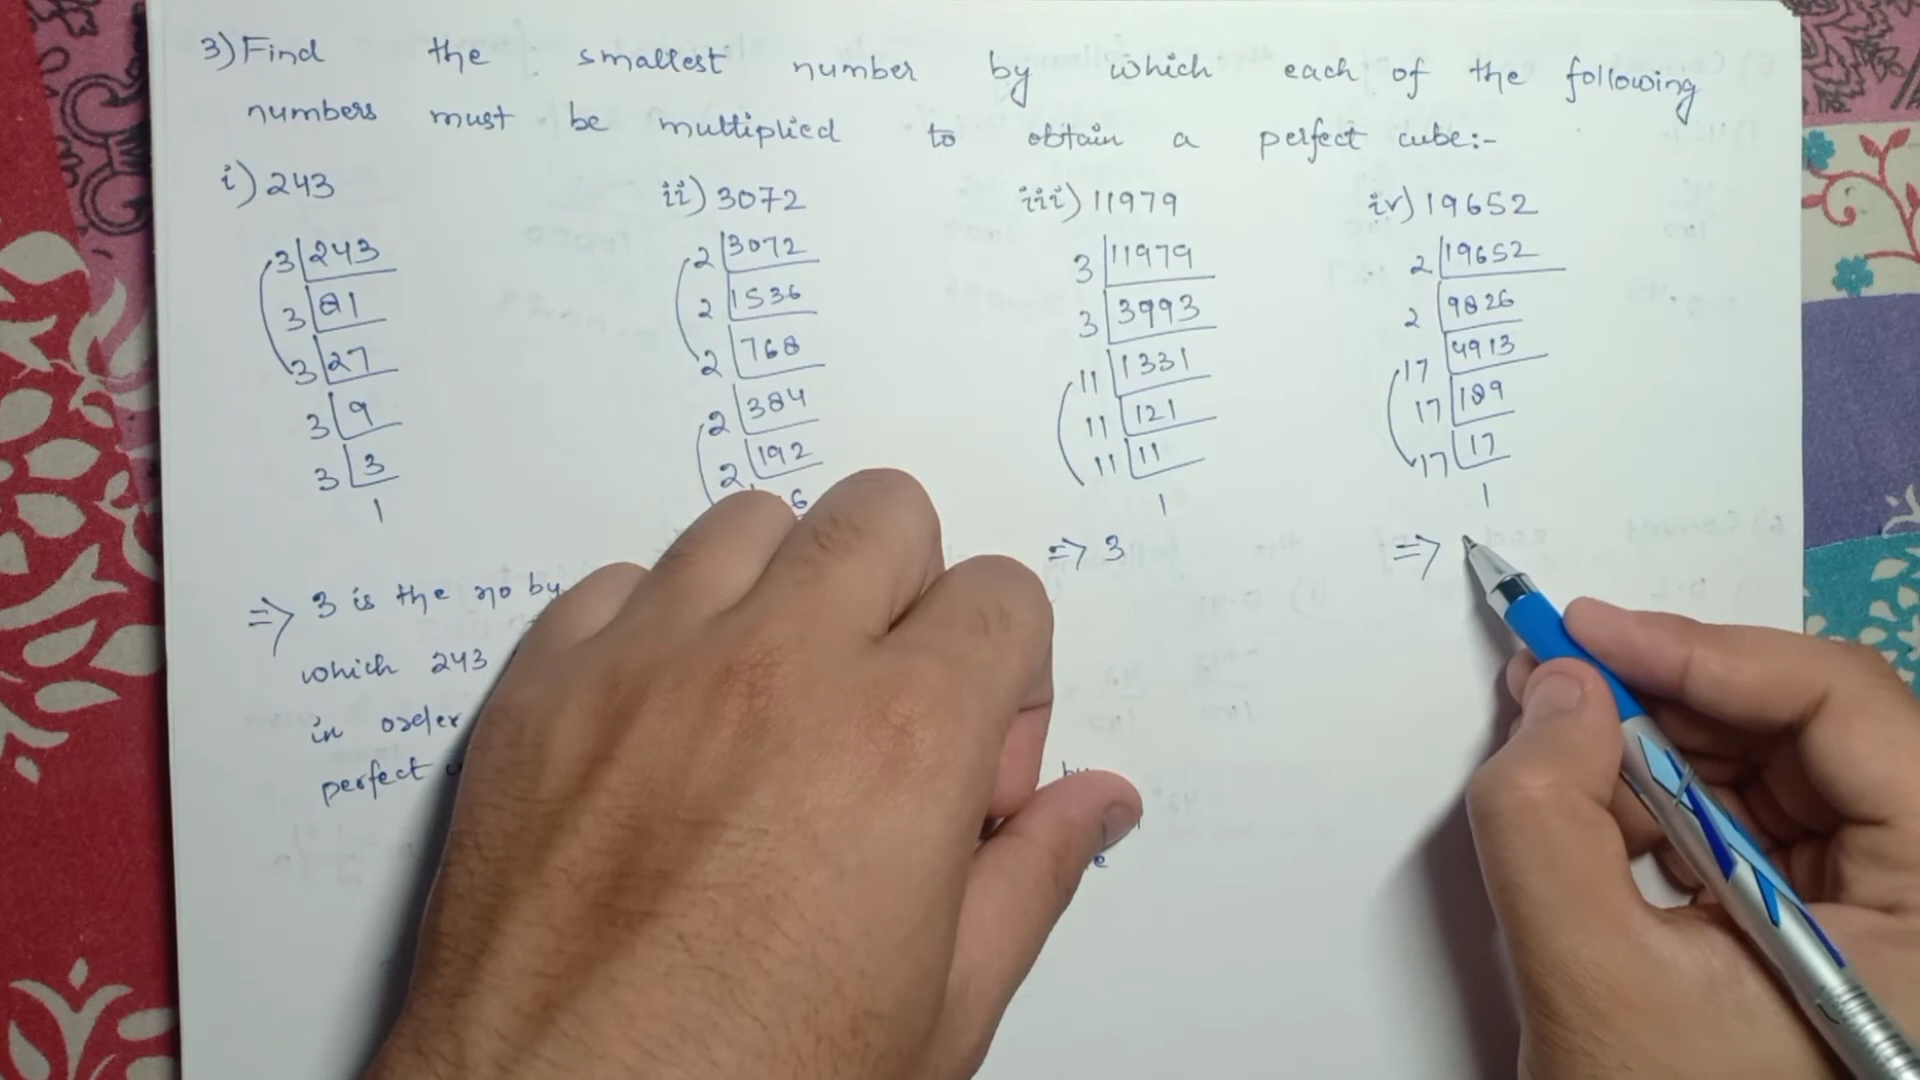 3) Find the smallest number by which each of the following
numbers must be multiplied to obtain a perfect cube:-
i) 243
3 243
3 81
3 27
3 9
3 3
1
=> 3 is the no by
which 243
in order
perfect
ii) 3072
2 3072
2 1536
2 768
2 384
2 192
6
iii) 11979
3 11979
3 3993
11 1331
11 121
11 11
1
=> 3
by
e
iv) 19652
2 19652
2 9826
17 4913
17 189
17 17
1
=>